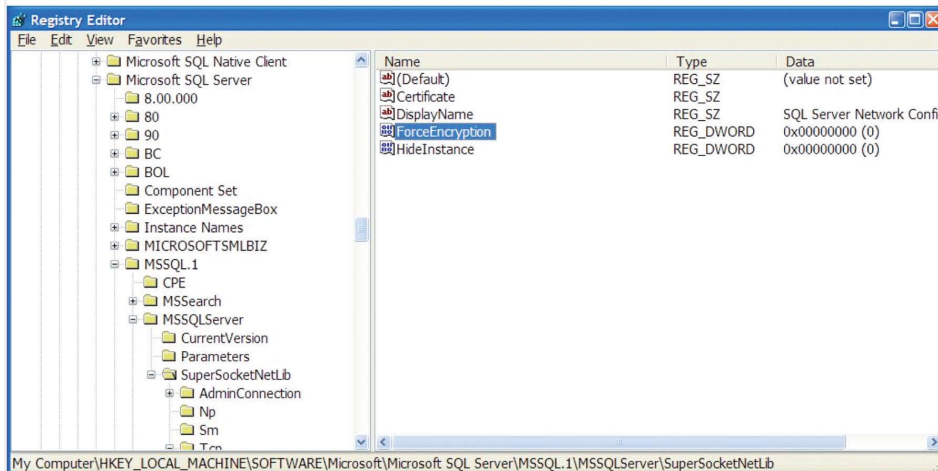 Registry Editor
File Edit View Favorites Help
Microsoft SQL Native Client
Microsoft SQL Server
8.00.000
80
90
BC
BOL
Component Set
ExceptionMessageBox
Instance Names
MICROSOFTSMLBIZ
MSSQL.1
CPE
MSSearch
MSSQLServer
CurrentVersion
Parameters
SuperSocketNetLib
AdminConnection
Np
Sm
Tcp
Name Type Data
(Default) REG_SZ (value not set)
Certificate REG_SZ
DisplayName REG_SZ SQL Server Network Confi
ForceEncryption REG_DWORD 0x00000000 (0)
HideInstance REG_DWORD 0x00000000 (0)
My Computer\HKEY_LOCAL_MACHINE\SOFTWARE\Microsoft\Microsoft SQL Server\MSSQL.1\MSSQLServer\SuperSocketNetLib